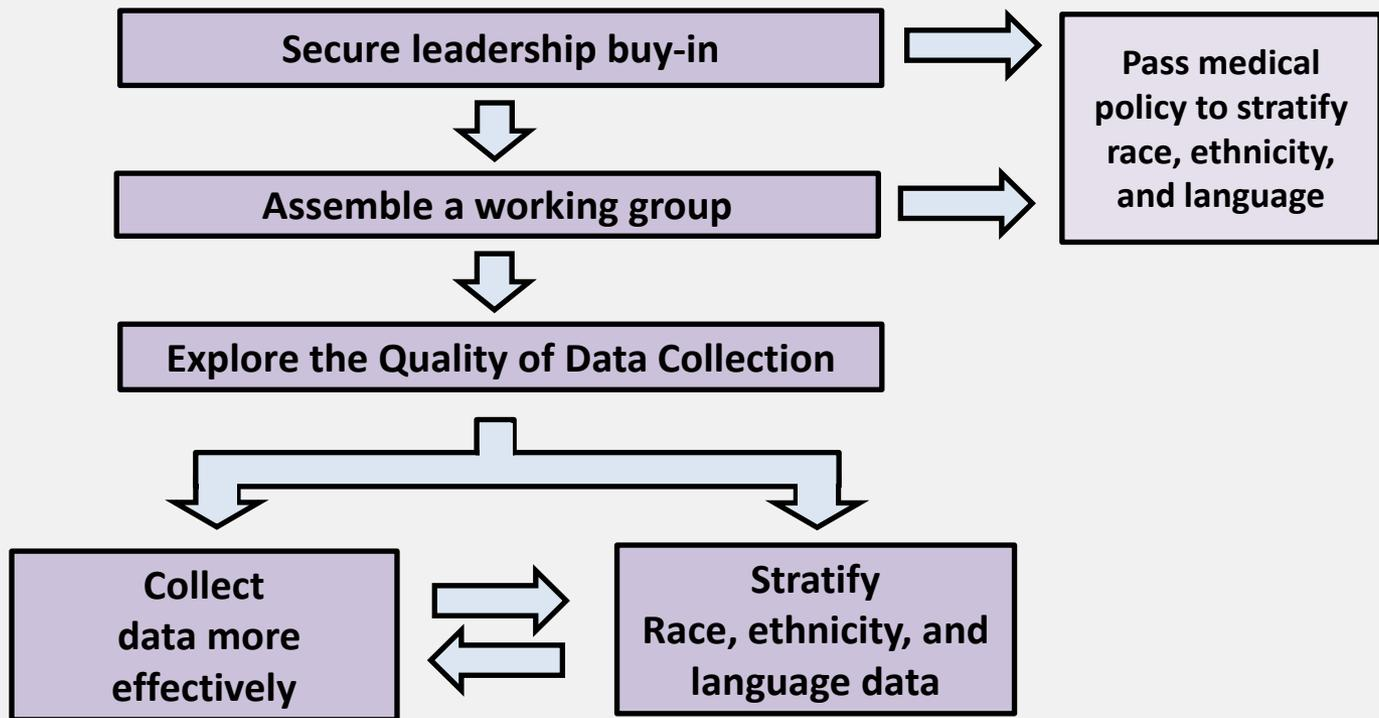 Secure leadership buy-in
Pass medical
policy to stratify
race, ethnicity,
and language
Assemble a working group
Explore the Quality of Data Collection
Collect
data more
effectively
Stratify
Race, ethnicity, and
language data